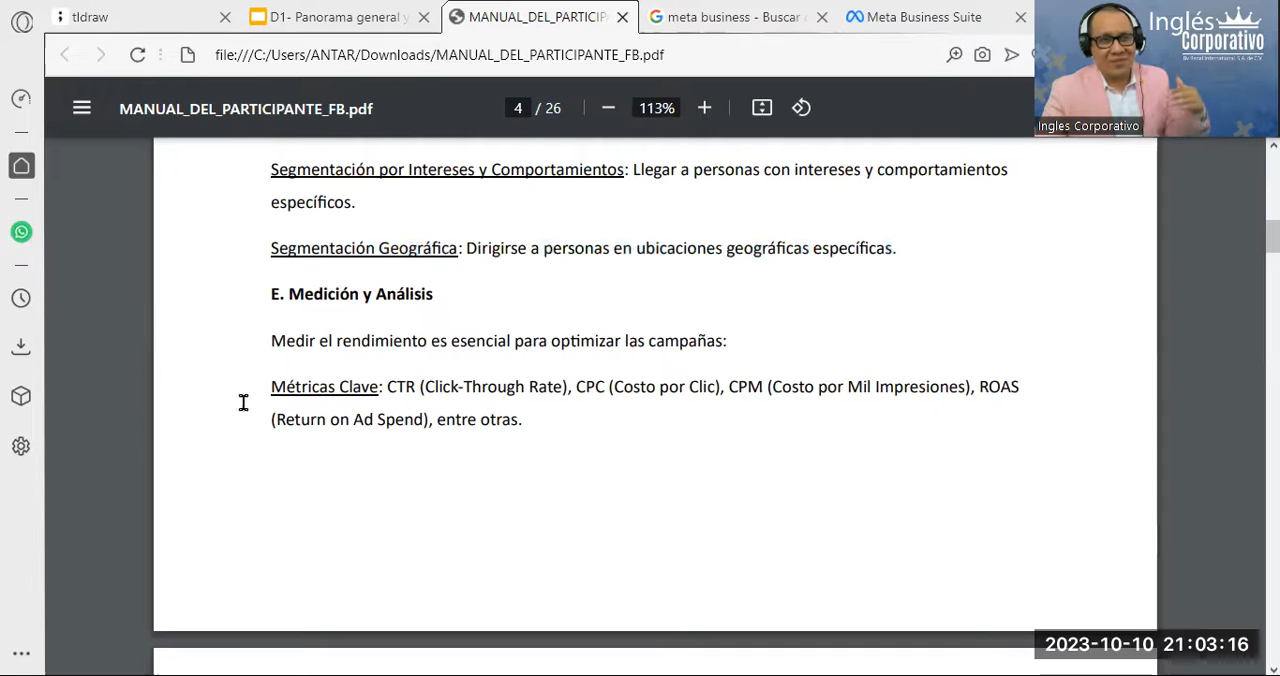 tldraw
D1- Panorama general y
MANUAL_DEL_PARTICIP
meta business - Buscar
Meta Business Suite
file:///C:/Users/ANTAR/Downloads/MANUAL_DEL_PARTICIPANTE_FB.pdf
Inglés
Corporativo
Ingles Corporativo
MANUAL_DEL_PARTICIPANTE_FB.pdf
4 / 26
113%
Segmentación por Intereses y Comportamientos: Llegar a personas con intereses y comportamientos
específicos.
Segmentación Geográfica: Dirigirse a personas en ubicaciones geográficas específicas.
E. Medición y Análisis
Medir el rendimiento es esencial para optimizar las campañas:
Métricas Clave: CTR (Click-Through Rate), CPC (Costo por Clic), CPM (Costo por Mil Impresiones), ROAS
(Return on Ad Spend), entre otras.
2023-10-10 21:03:16